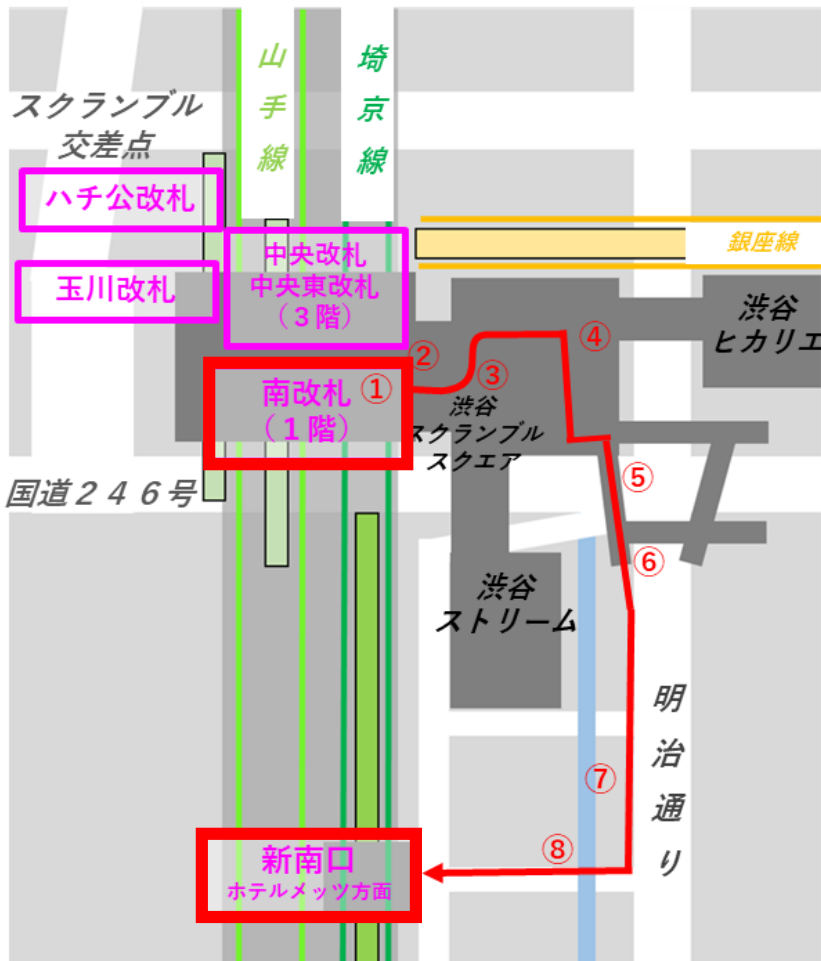 山手線
埼京線
スクランブル
交差点
ハチ公改札
中央改札
中央東改札
（３階）
銀座線
玉川改札
渋谷
ヒカリエ
②
④
①
③
南改札
（１階）
渋谷
スクランブル
スクエア
国道２４６号
⑤
⑥
渋谷
ストリーム
明治通り
⑦
⑧
新南口
ホテルメッツ方面